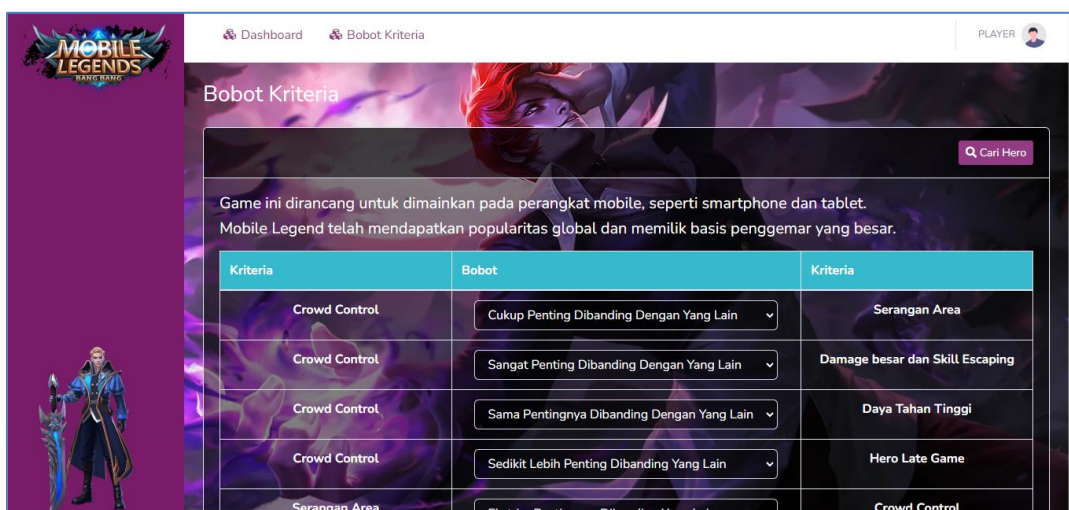 MOBILE
LEGENDS
BANG BANG
Dashboard Bobot Kriteria PLAYER
Bobot Kriteria
Cari Hero
Game ini dirancang untuk dimainkan pada perangkat mobile, seperti smartphone dan tablet.
Mobile Legend telah mendapatkan popularitas global dan memilik basis penggemar yang besar.
Kriteria Bobot Kriteria
Crowd Control Cukup Penting Dibanding Dengan Yang Lain Serangan Area
Crowd Control Sangat Penting Dibanding Dengan Yang Lain Damage besar dan Skill Escaping
Crowd Control Sama Pentingnya Dibanding Dengan Yang Lain Daya Tahan Tinggi
Crowd Control Sedikit Lebih Penting Dibanding Yang Lain Hero Late Game
Serangan Area Crowd Control